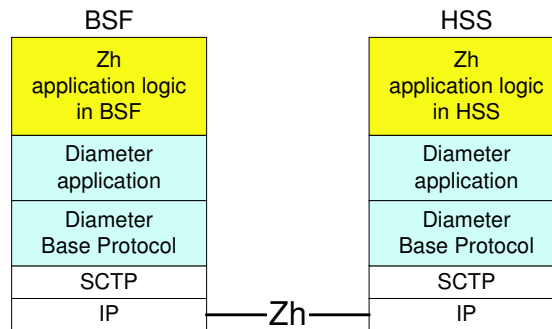 BSF
Zh
application logic
in BSF
Diameter
application
Diameter
Base Protocol
SCTP
IP
Zh
HSS
Zh
application logic
in HSS
Diameter
application
Diameter
Base Protocol
SCTP
IP